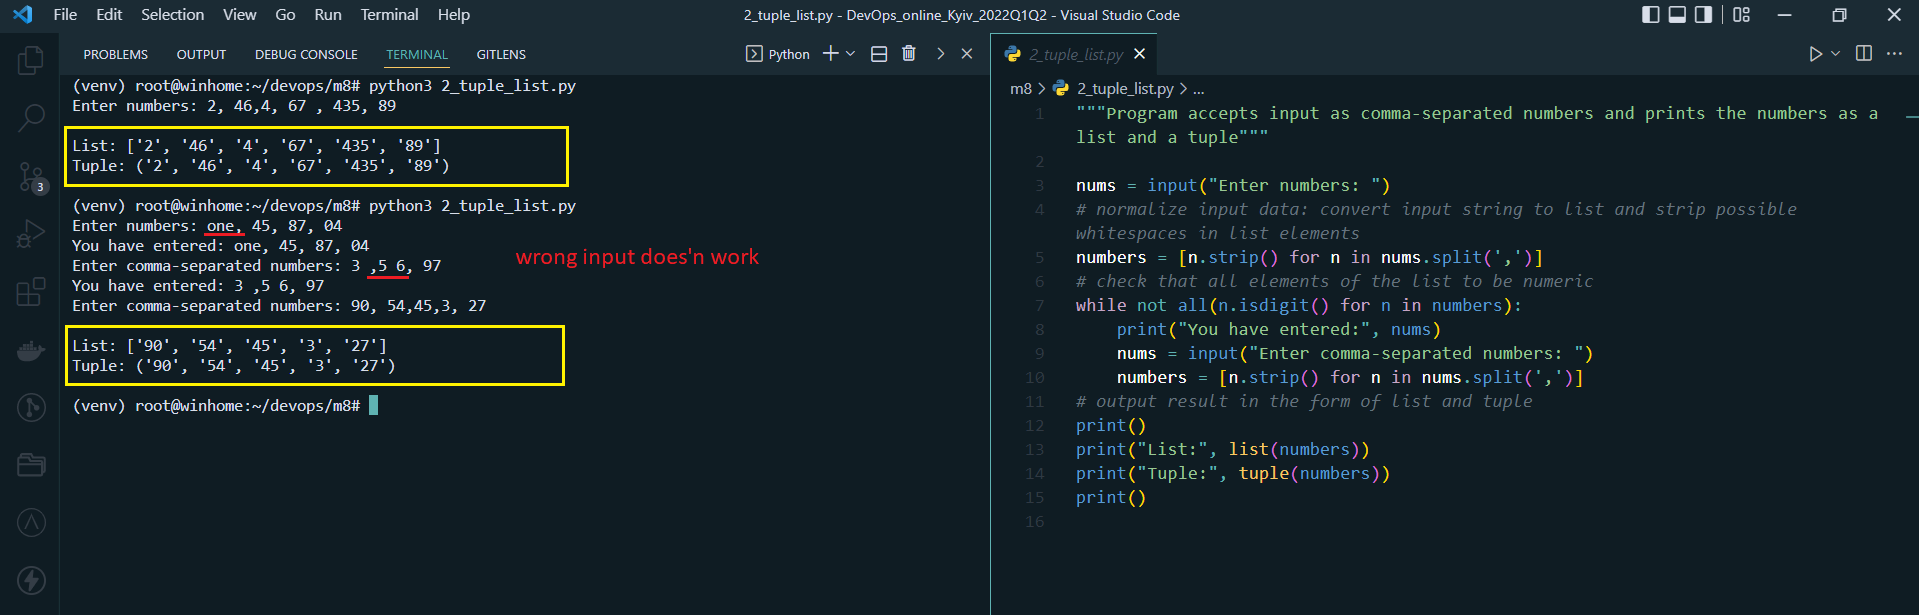 File Edit Selection View Go Run Terminal Help
2_tuple_list.py - DevOps_online_Kyiv_2022Q1Q2 - Visual Studio Code
PROBLEMS OUTPUT DEBUG CONSOLE TERMINAL GITLENS
Python
(venv) root@winhome:~/devops/m8# python3 2_tuple_list.py
Enter numbers: 2, 46,4, 67 , 435, 89
List: ['2', '46', '4', '67', '435', '89']
Tuple: ('2', '46', '4', '67', '435', '89')
(venv) root@winhome:~/devops/m8# python3 2_tuple_list.py
Enter numbers: one, 45, 87, 04
You have entered: one, 45, 87, 04
Enter comma-separated numbers: 3 ,5 6, 97
You have entered: 3 ,5 6, 97
Enter comma-separated numbers: 90, 54,45,3, 27
wrong input does'n work
List: ['90', '54', '45', '3', '27']
Tuple: ('90', '54', '45', '3', '27')
(venv) root@winhome:~/devops/m8#
3
2_tuple_list.py
m8 > 2_tuple_list.py > ...
1 """Program accepts input as comma-separated numbers and prints the numbers as a
list and a tuple"""
2
3 nums = input("Enter numbers: ")
4 # normalize input data: convert input string to list and strip possible
whitespaces in list elements
5 numbers = [n.strip() for n in nums.split(',')]
6 # check that all elements of the list to be numeric
7 while not all(n.isdigit() for n in numbers):
8 print("You have entered:", nums)
9 nums = input("Enter comma-separated numbers: ")
10 numbers = [n.strip() for n in nums.split(',')]
11 # output result in the form of list and tuple
12 print()
13 print("List:", list(numbers))
14 print("Tuple:", tuple(numbers))
15 print()
16